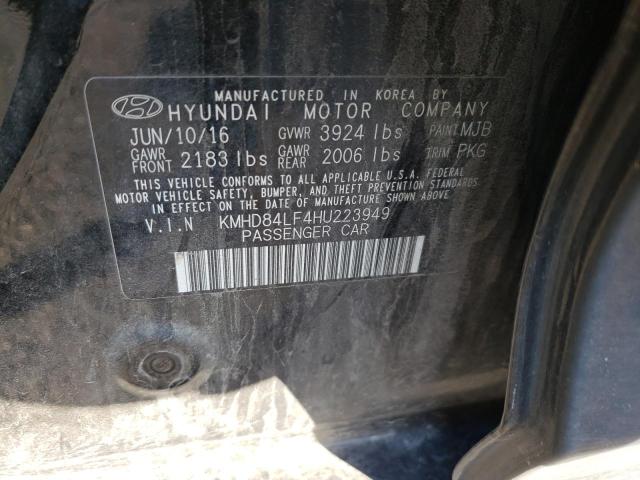 MANUFACTURED IN KOREA BY
HYUNDAI MOTOR COMPANY
JUN/10/16 GVWR 3924 lbs PAINT MJB
GAWR FRONT 2183 lbs GAWR REAR 2006 lbs TRIM PKG
THIS VEHICLE CONFORMS TO ALL APPLICABLE U.S.A. FEDERAL
MOTOR VEHICLE SAFETY, BUMPER, AND THEFT PREVENTION STANDARDS
IN EFFECT ON THE DATE OF MANUFACTURE SHOWN ABOVE.
V.I.N KMHD84LF4HU223949
PASSENGER CAR